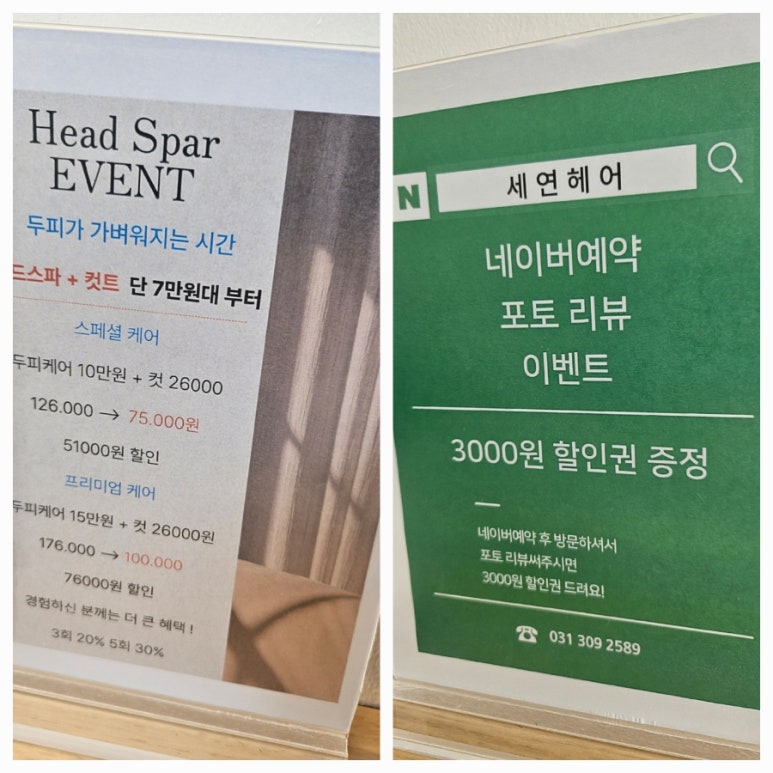 Head Spar
EVENT
두피가 가벼워지는 시간
드스파 + 컷트 단 7만원대 부터
스페셜 케어
두피케어 10만원 + 컷 26000
126.000 → 75.000원
51000원 할인
프리미엄 케어
두피케어 15만원 + 컷 26000원
176.000 → 100.000
76000원 할인
경험하신 분께는 더 큰 혜택!
3회 20% 5회 30%
N 세연헤어
네이버예약
포토 리뷰
이벤트
3000원 할인권 증정
네이버예약 후 방문하셔서
포토 리뷰써주시면
3000원 할인권 드려요!
☎ 031 309 2589